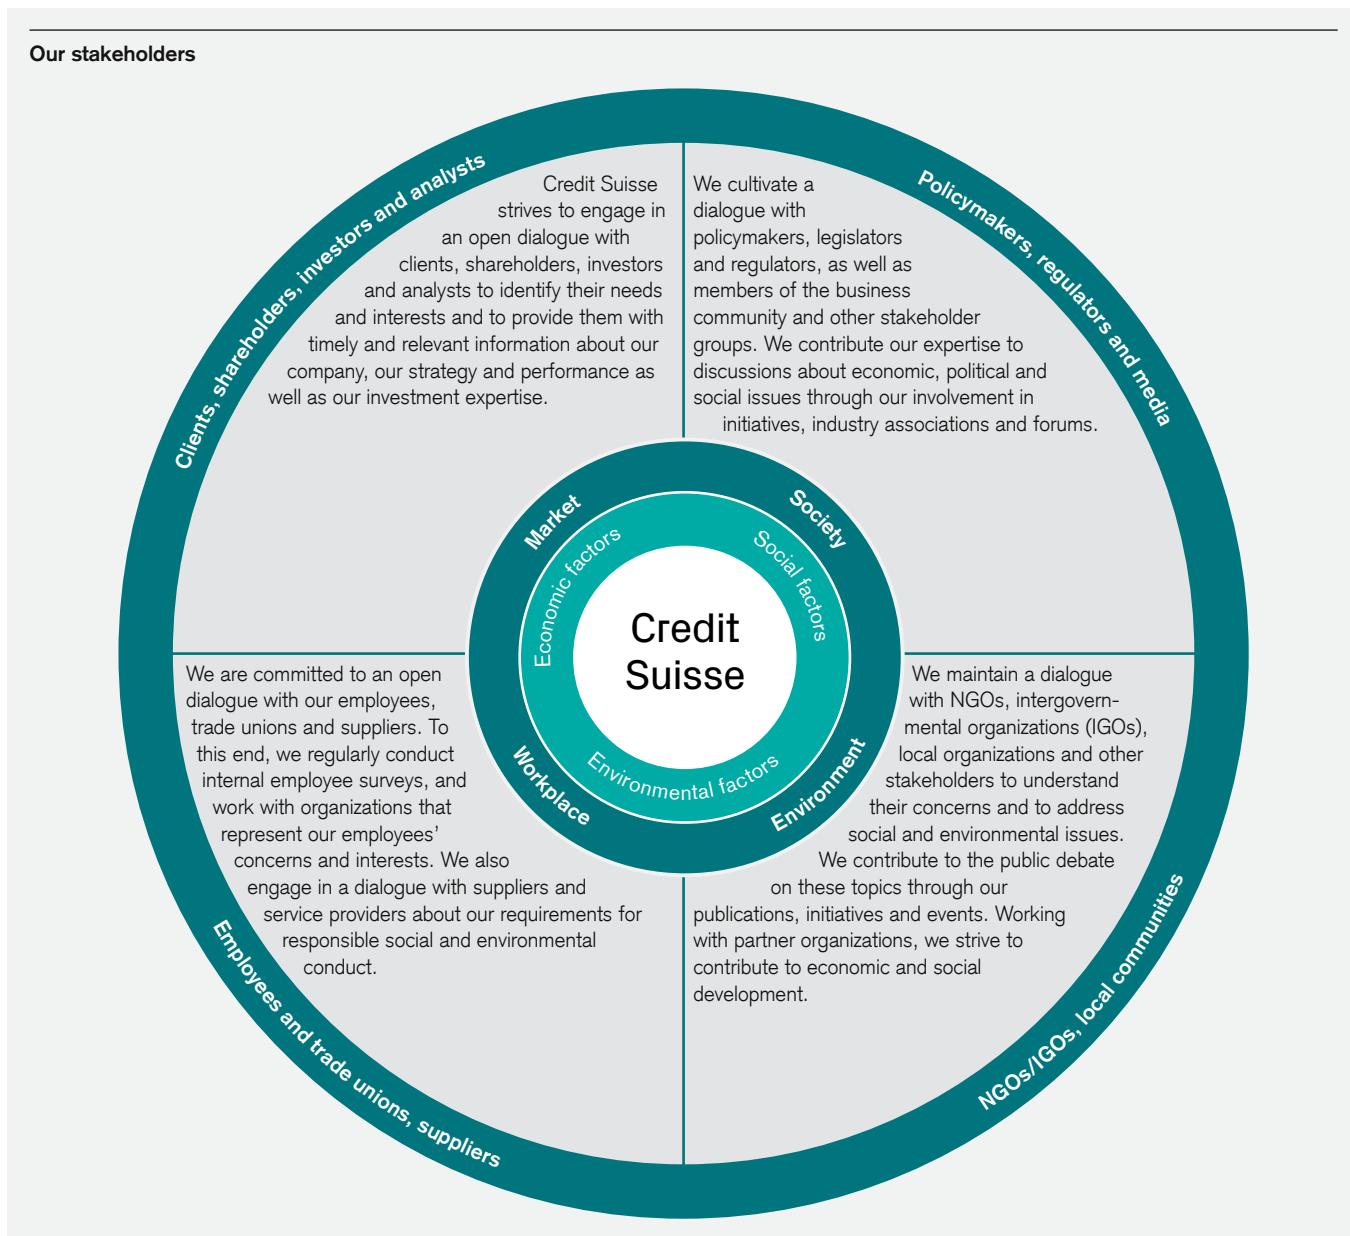 Our stakeholders
Clients, shareholders, investors and analysts
Credit Suisse
strives to engage in
an open dialogue with
clients, shareholders, investors
and analysts to identify their needs
and interests and to provide them with
timely and relevant information about our
company, our strategy and performance as
well as our investment expertise.
Policymakers, regulators and media
We cultivate a
dialogue with
policymakers, legislators
and regulators, as well as
members of the business
community and other stakeholder
groups. We contribute our expertise to
discussions about economic, political and
social issues through our involvement in
initiatives, industry associations and forums.
Market
Society
Economic factors
Social factors
Credit
Suisse
Environmental factors
Workplace
Environment
We are committed to an open
dialogue with our employees,
trade unions and suppliers. To
this end, we regularly conduct
internal employee surveys, and
work with organizations that
represent our employees'
concerns and interests. We also
engage in a dialogue with suppliers and
service providers about our requirements for
responsible social and environmental
conduct.
Employees and trade unions, suppliers
We maintain a dialogue
with NGOs, intergovern-
mental organizations (IGOs),
local organizations and other
stakeholders to understand
their concerns and to address
social and environmental issues.
We contribute to the public debate
on these topics through our
publications, initiatives and events. Working
with partner organizations, we strive to
contribute to economic and social
development.
NGOs/IGOs, local communities